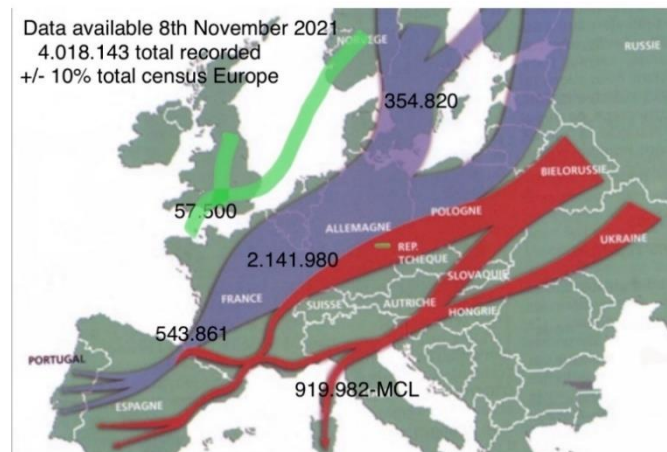 Data available 8th November 2021
4.018.143 total recorded
+/- 10% total census Europe
NORVEGE
RUSSIE
354.820
BIELORUSSIE
57.500
ALLEMAGNE
POLOGNE
UKRAINE
2.141.980
REP.
TCHEQUE
SLOVAQUIE
FRANCE
SUISSE
AUTRICHE
HONGRIE
543.861
PORTUGAL
919.982-MCL
ESPAGNE